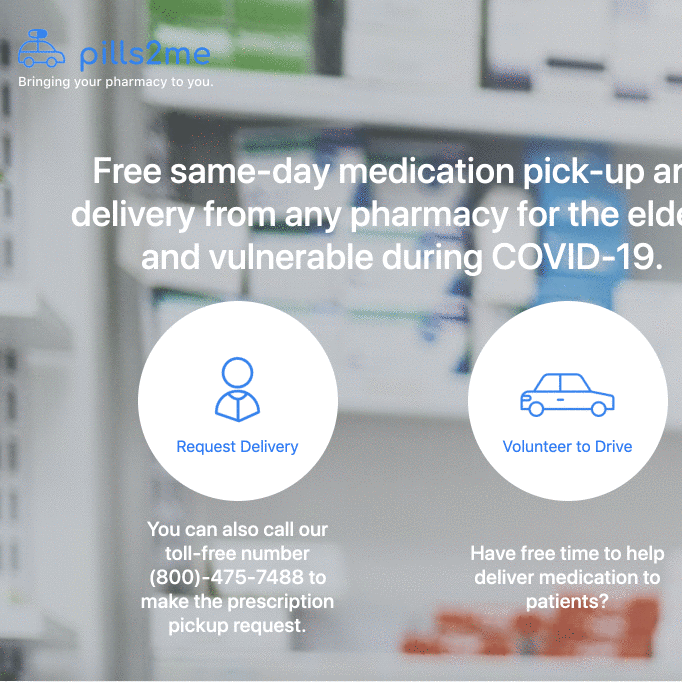 pills2me
Bringing your pharmacy to you.
Free same-day medication pick-up an
delivery from any pharmacy for the elde
and vulnerable during COVID-19.
Request Delivery
Volunteer to Drive
You can also call our
toll-free number
(800)-475-7488 to
make the prescription
pickup request.
Have free time to help
deliver medication to
patients?